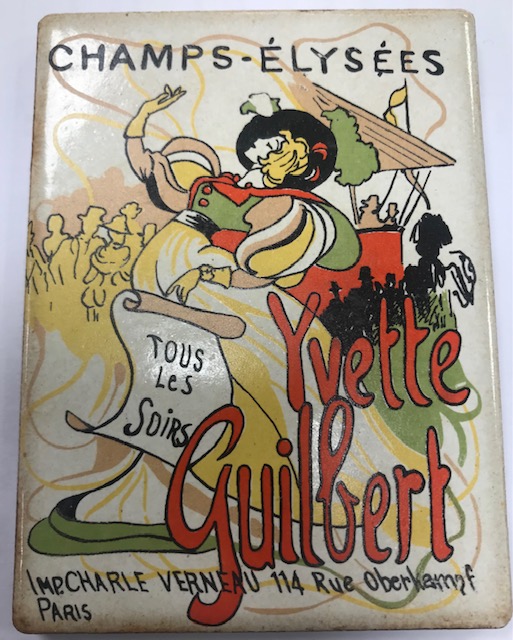 CHAMPS-ÉLYSÉES
TOUS
LES
SOIRS
Yvette
Guilbert
IMP. CHARLE VERNEAU 114 Rue Oberkampf
PARIS